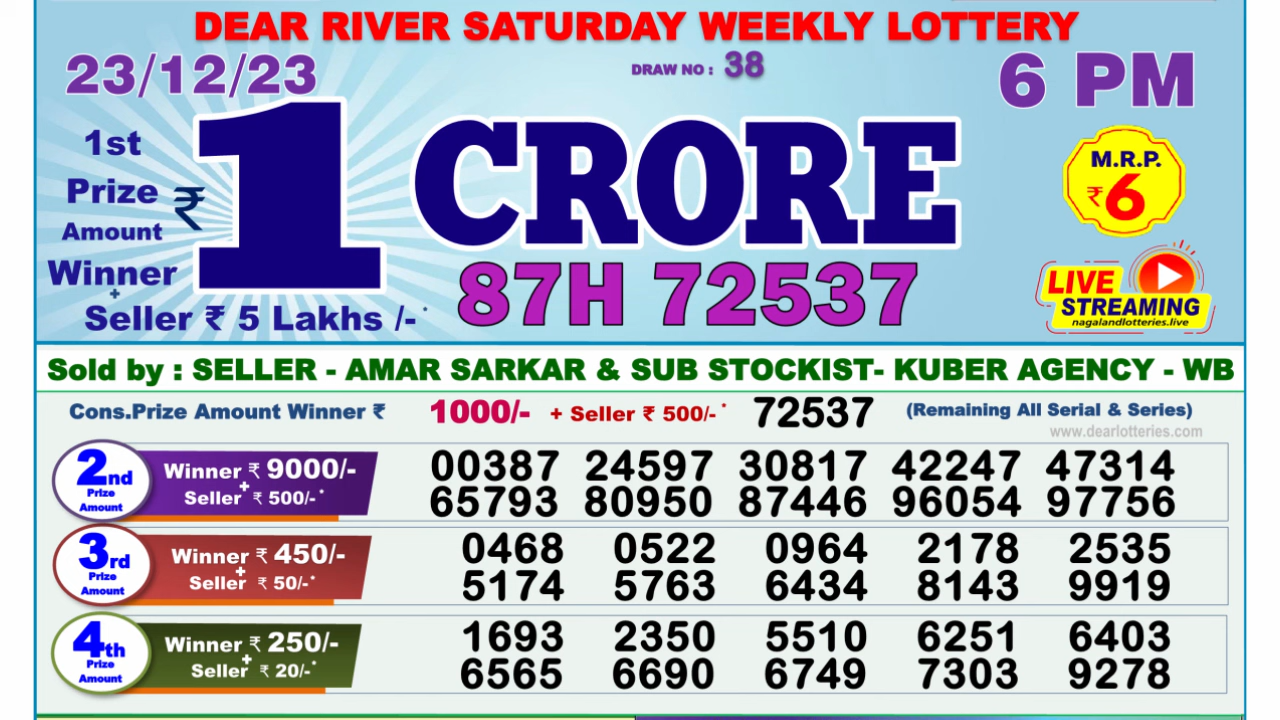 DEAR RIVER SATURDAY WEEKLY LOTTERY
23/12/23
DRAW NO : 38
6 PM
1st
Prize
Amount
Winner
+
Seller ₹ 5 Lakhs /-*
₹ 1 CRORE
87H 72537
M.R.P.
₹6
LIVE
STREAMING
nagalandlotteries.live
Sold by : SELLER - AMAR SARKAR & SUB STOCKIST- KUBER AGENCY - WB
Cons.Prize Amount Winner ₹ 1000/- + Seller ₹ 500/-* 72537 (Remaining All Serial & Series)
www.dearlotteries.com
2nd
Prize
Amount
Winner ₹ 9000/-
+
Seller ₹ 500/-*
00387 24597 30817 42247 47314
65793 80950 87446 96054 97756
3rd
Prize
Amount
Winner ₹ 450/-
+
Seller ₹ 50/-*
0468 0522 0964 2178 2535
5174 5763 6434 8143 9919
4th
Prize
Amount
Winner ₹ 250/-
+
Seller ₹ 20/-*
1693 2350 5510 6251 6403
6565 6690 6749 7303 9278